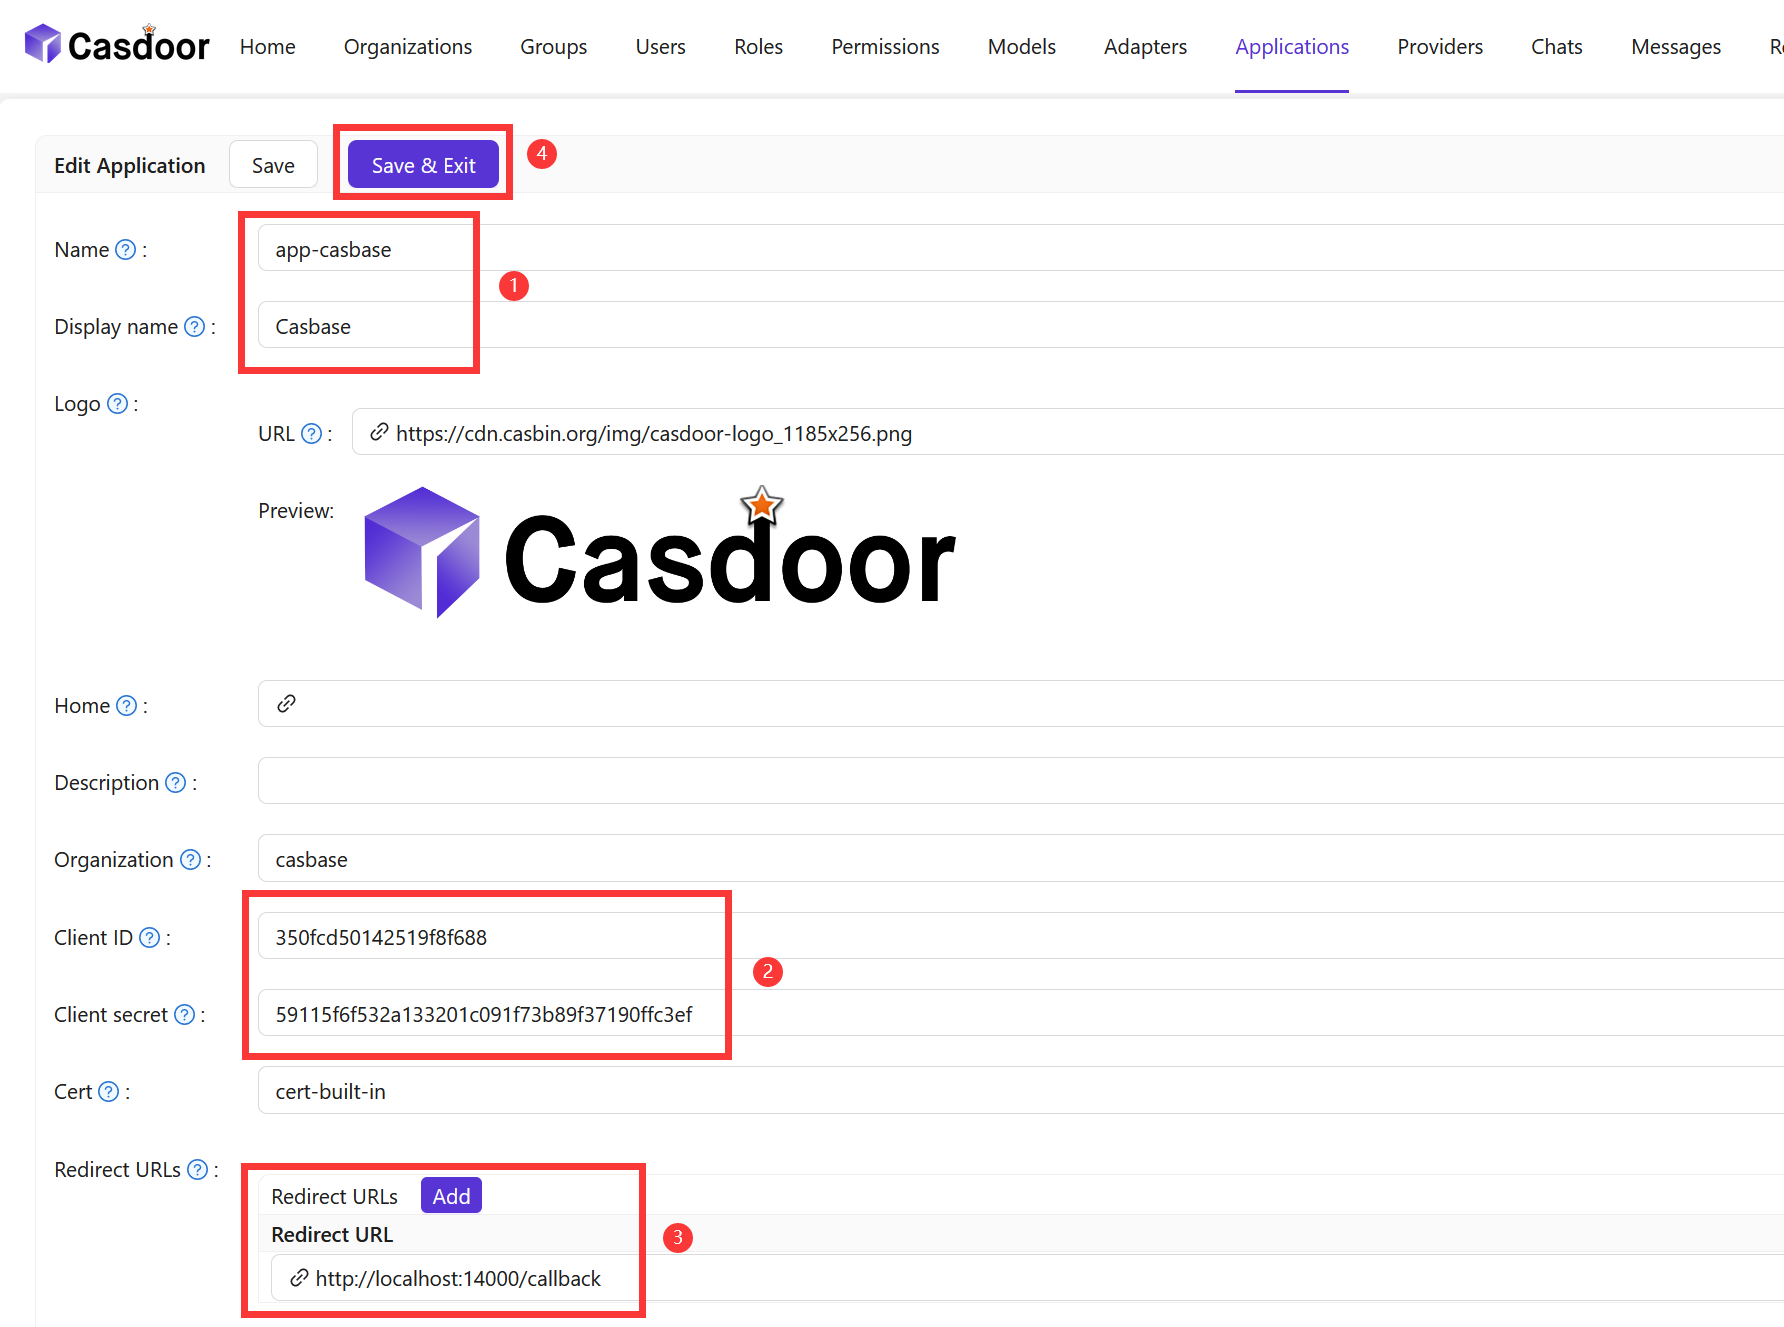 Casdoor Home Organizations Groups Users Roles Permissions Models Adapters Applications Providers Chats Messages
Edit Application Save Save & Exit 4
Name ? : app-casbase
1
Display name ? : Casbase
Logo ? :
URL ? : https://cdn.casbin.org/img/casdoor-logo_1185x256.png
Preview: Casdoor
Home ? :
Description ? :
Organization ? : casbase
Client ID ? : 350fcd50142519f8f688
2
Client secret ? : 59115f6f532a133201c091f73b89f37190ffc3ef
Cert ? : cert-built-in
Redirect URLs ? :
Redirect URLs Add
Redirect URL
3
http://localhost:14000/callback